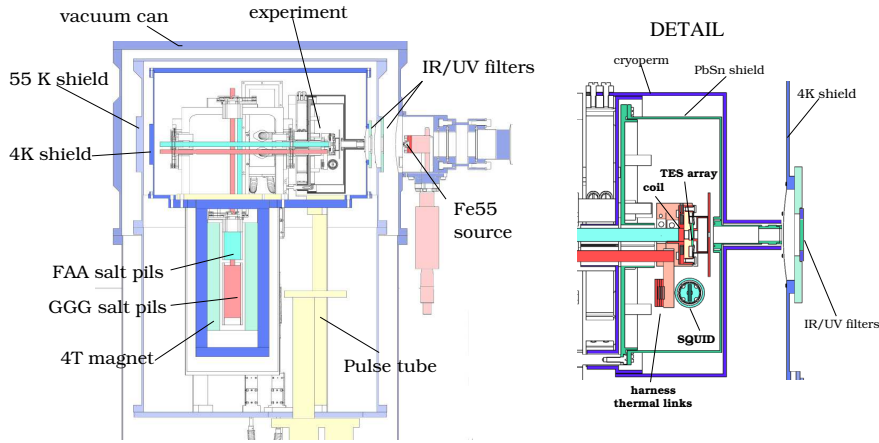 vacuum can
experiment
55 K shield
IR/UV filters
4K shield
Fe55
source
FAA salt pils
GGG salt pils
4T magnet
Pulse tube
DETAIL
cryoperm
PbSn shield
4K shield
TES array
coil
IR/UV filters
SQUID
harness
thermal links